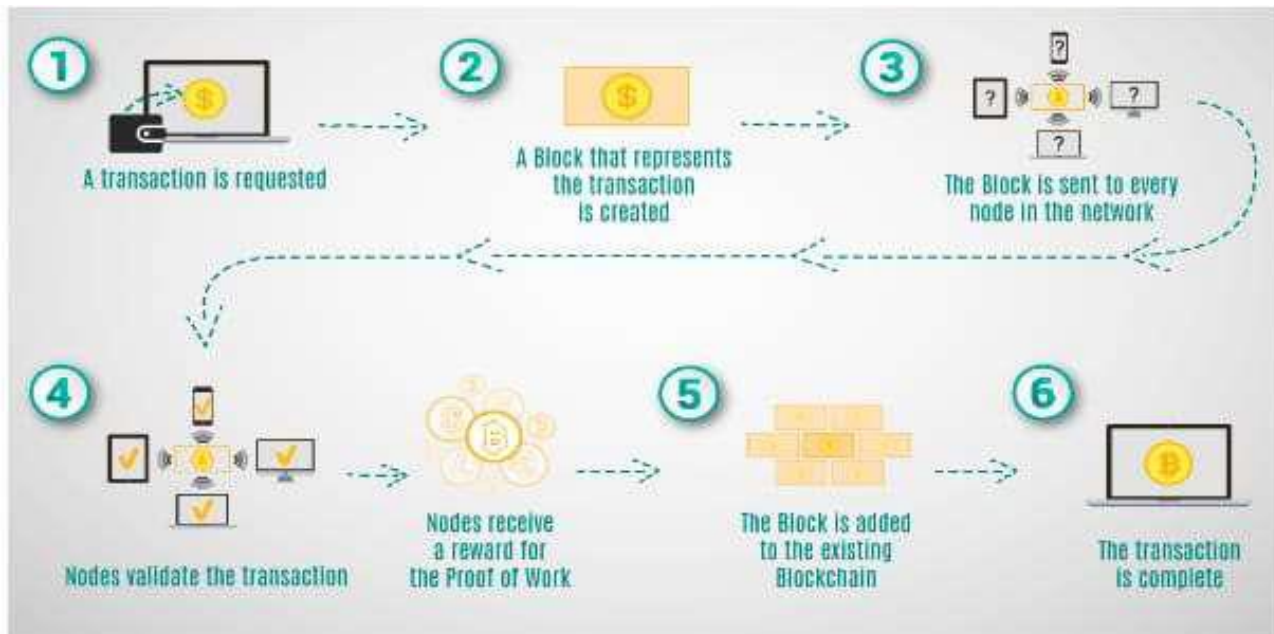 1
A transaction is requested
2
A Block that represents
the transaction
is created
3
? ? ? ?
The Block is sent to every
node in the network
4
Nodes validate the transaction
Nodes receive
a reward for
the Proof of Work
5
The Block is added
to the existing
Blockchain
6
The transaction
is complete